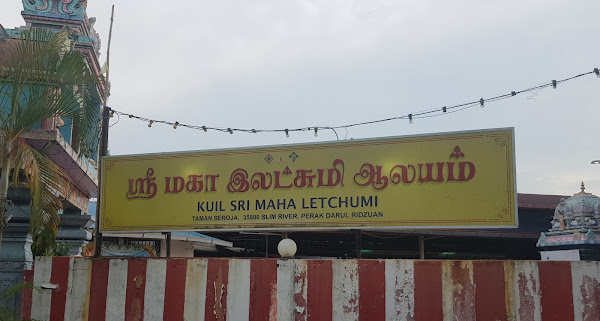 ஸ்ரீ மகா இலட்சுமி ஆலயம்
KUIL SRI MAHA LETCHUMI
TAMAN SEROJA, 35800 SLIM RIVER. PERAK DARUL RIDZUAN